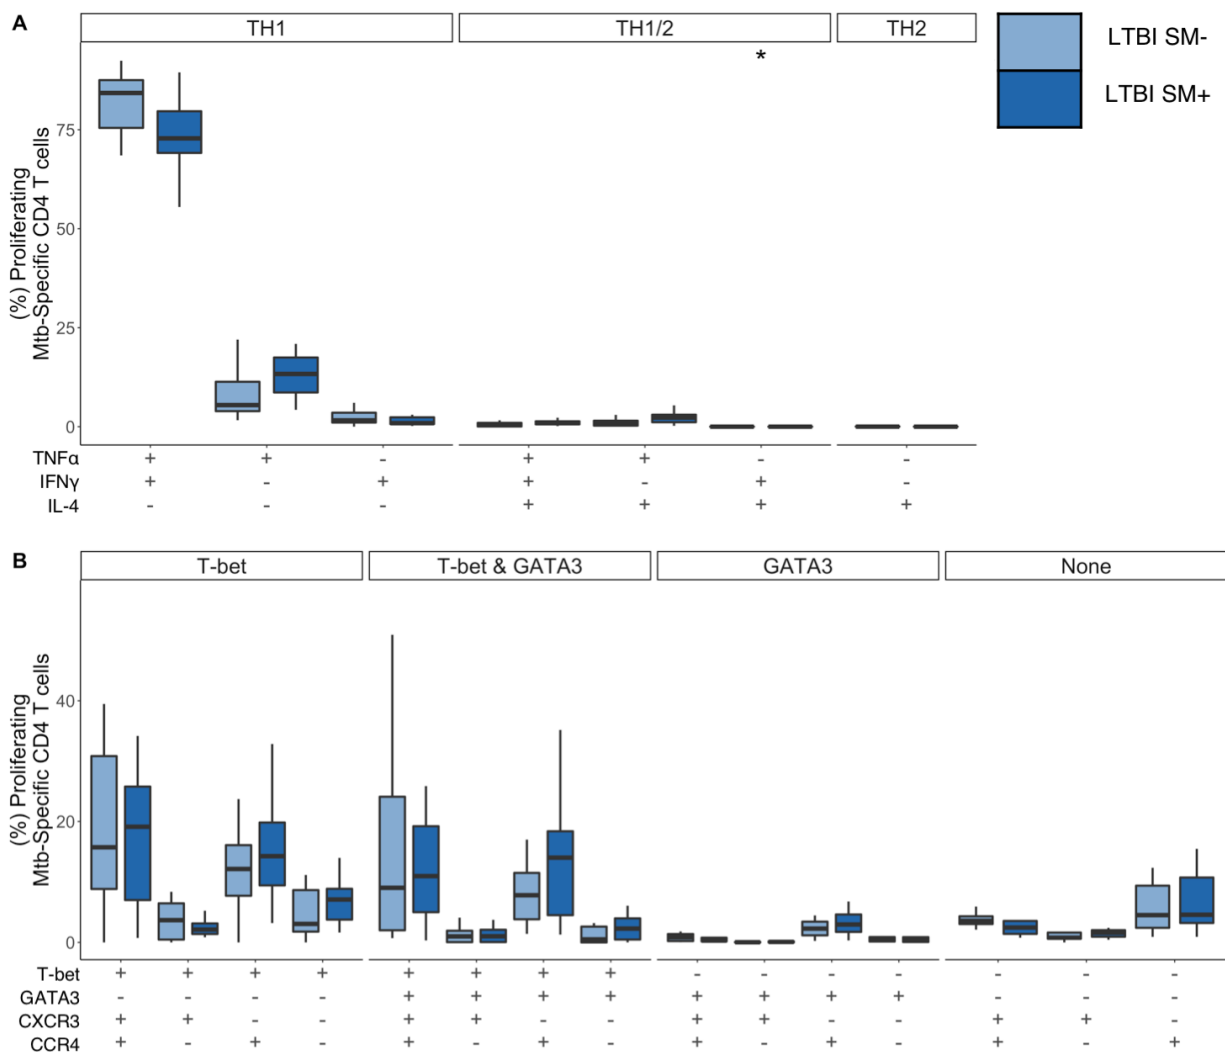 A
TH1 TH1/2 TH2
LTBI SM-
LTBI SM+
*
(%) Proliferating
Mtb-Specific CD4 T cells
75
50
25
0
TNFα + + - + + - -
IFNγ + - + + - + -
IL-4 - - - + + + +
B
T-bet T-bet & GATA3 GATA3 None
(%) Proliferating
Mtb-Specific CD4 T cells
40
20
0
T-bet + + + + + + + + - - - - - - -
GATA3 - - - - + + + + + + + + - - -
CXCR3 + + - - + + - - + + - - + + -
CCR4 + - + - + - + - + - + - + - +